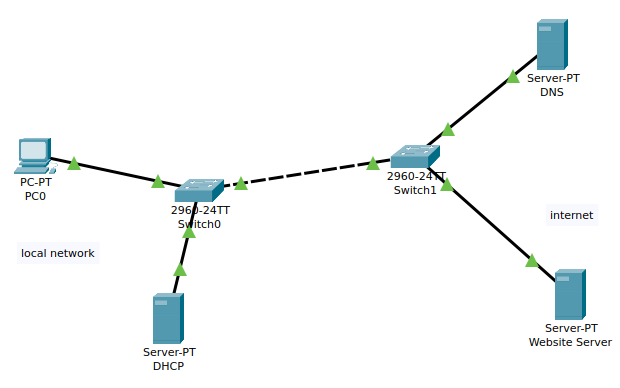 Server-PT
DNS
PC-PT
PC0
2960-24TT
Switch1
2960-24TT
Switch0
internet
local network
Server-PT
Website Server
Server-PT
DHCP